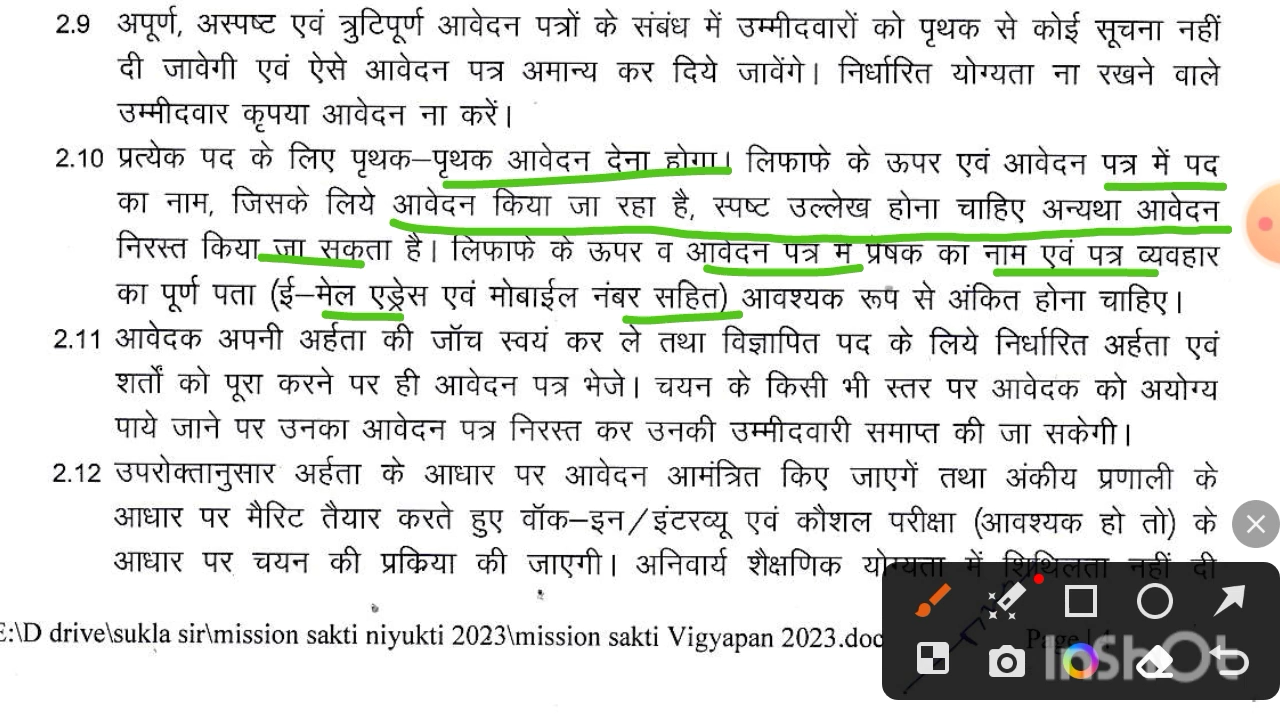 2.9 अपूर्ण, अस्पष्ट एवं त्रुटिपूर्ण आवेदन पत्रों के संबंध में उम्मीदवारों को पृथक से कोई सूचना नहीं
दी जावेगी एवं ऐसे आवेदन पत्र अमान्य कर दिये जावेंगे। निर्धारित योग्यता ना रखने वाले
उम्मीदवार कृपया आवेदन ना करें।
2.10 प्रत्येक पद के लिए पृथक–पृथक आवेदन देना होगा। लिफाफे के ऊपर एवं आवेदन पत्र में पद
का नाम, जिसके लिये आवेदन किया जा रहा है, स्पष्ट उल्लेख होना चाहिए अन्यथा आवेदन
निरस्त किया जा सकता है। लिफाफे के ऊपर व आवेदन पत्र में प्रेषक का नाम एवं पत्र व्यवहार
का पूर्ण पता (ई–मेल एड्रेस एवं मोबाईल नंबर सहित) आवश्यक रूप से अंकित होना चाहिए।
2.11 आवेदक अपनी अर्हता की जॉच स्वयं कर ले तथा विज्ञापित पद के लिये निर्धारित अर्हता एवं
शर्तों को पूरा करने पर ही आवेदन पत्र भेजे। चयन के किसी भी स्तर पर आवेदक को अयोग्य
पाये जाने पर उनका आवेदन पत्र निरस्त कर उनकी उम्मीदवारी समाप्त की जा सकेगी।
2.12 उपरोक्तानुसार अर्हता के आधार पर आवेदन आमंत्रित किए जाएगें तथा अंकीय प्रणाली के
आधार पर मैरिट तैयार करते हुए वॉक–इन/इंटरव्यू एवं कौशल परीक्षा (आवश्यक हो तो) के
आधार पर चयन की प्रकिया की जाएगी। अनिवार्य शैक्षणिक योग्यता में शिथिलता नहीं दी
E:\D drive\sukla sir\mission sakti niyukti 2023\mission sakti Vigyapan 2023.doc
Page
InShOt